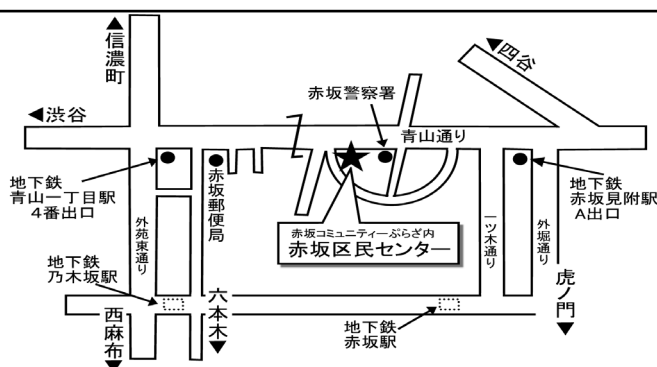 信濃町
四谷
渋谷
赤坂警察署
青山通り
地下鉄
青山一丁目駅
4番出口
赤坂郵便局
地下鉄
赤坂見附駅
A出口
赤坂コミュニティーぷらざ内
赤坂区民センター
外苑東通り
一ツ木通り
外堀通り
地下鉄
乃木坂駅
六本木
西麻布
地下鉄
赤坂駅
虎ノ門